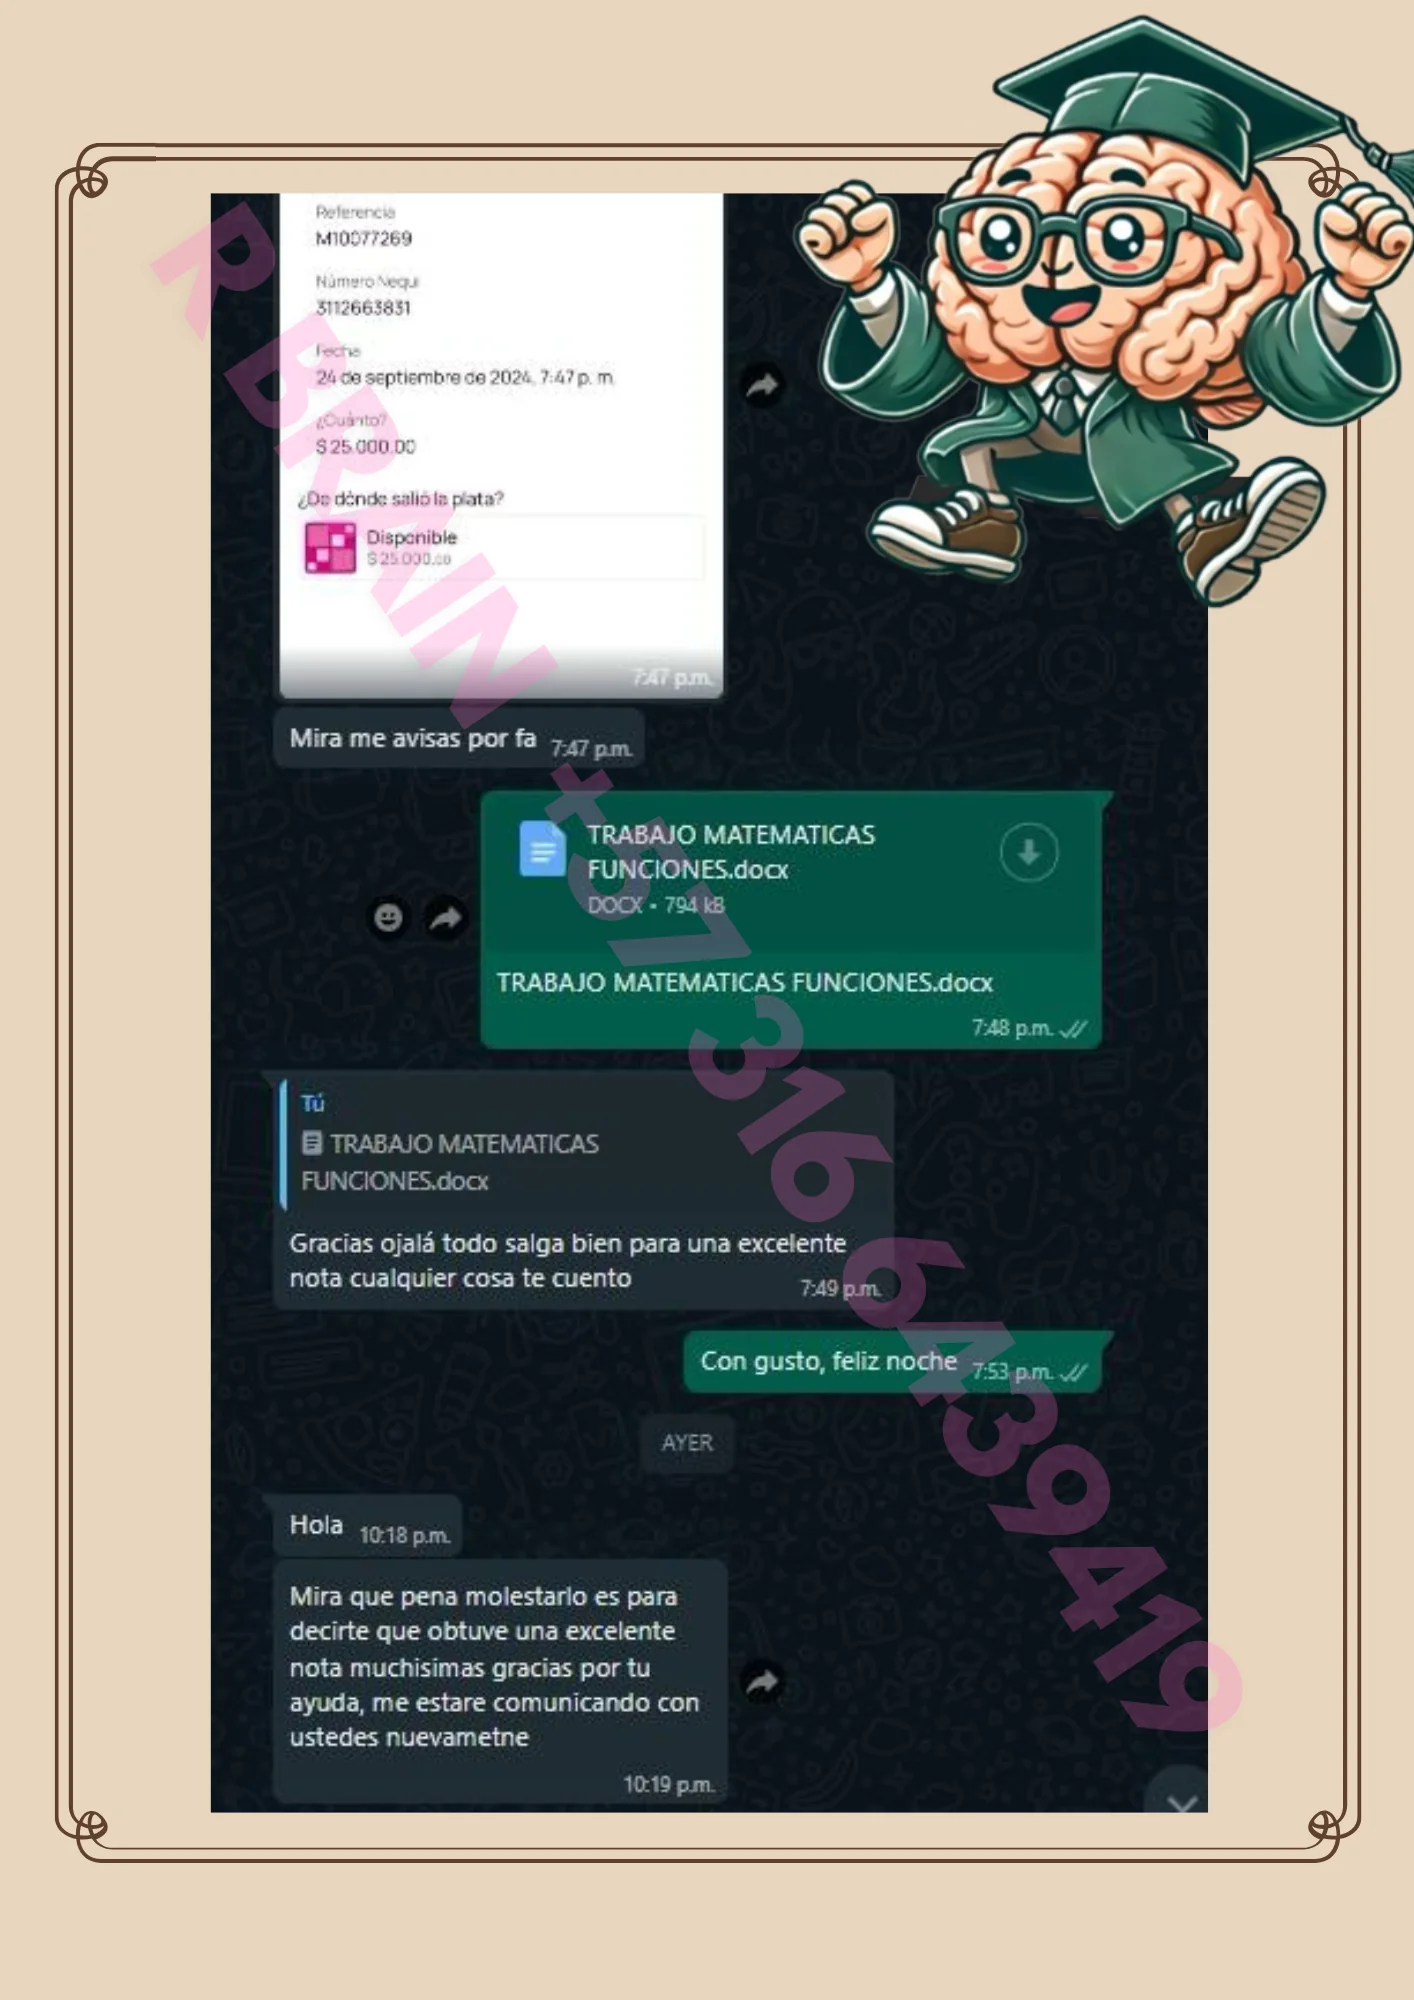 Referencia
M10077269
Número Nequi
3112663831
Fecha
24 de septiembre de 2024, 7:47 p. m.
¿Cuánto?
$ 25.000,00
¿De dónde salió la plata?
Disponible
$ 25.000,00
7:47 p.m.
Mira me avisas por fa 7:47 p.m.
TRABAJO MATEMATICAS
FUNCIONES.docx
DOCX • 794 kB
TRABAJO MATEMATICAS FUNCIONES.docx
7:48 p.m.
Tú
TRABAJO MATEMATICAS
FUNCIONES.docx
Gracias ojalá todo salga bien para una excelente
nota cualquier cosa te cuento
7:49 p.m.
Con gusto, feliz noche 7:53 p.m.
AYER
Hola 10:18 p.m.
Mira que pena molestarlo es para
decirte que obtuve una excelente
nota muchisimas gracias por tu
ayuda, me estare comunicando con
ustedes nuevametne
10:19 p.m.
R BRAIN +57 316 6439419